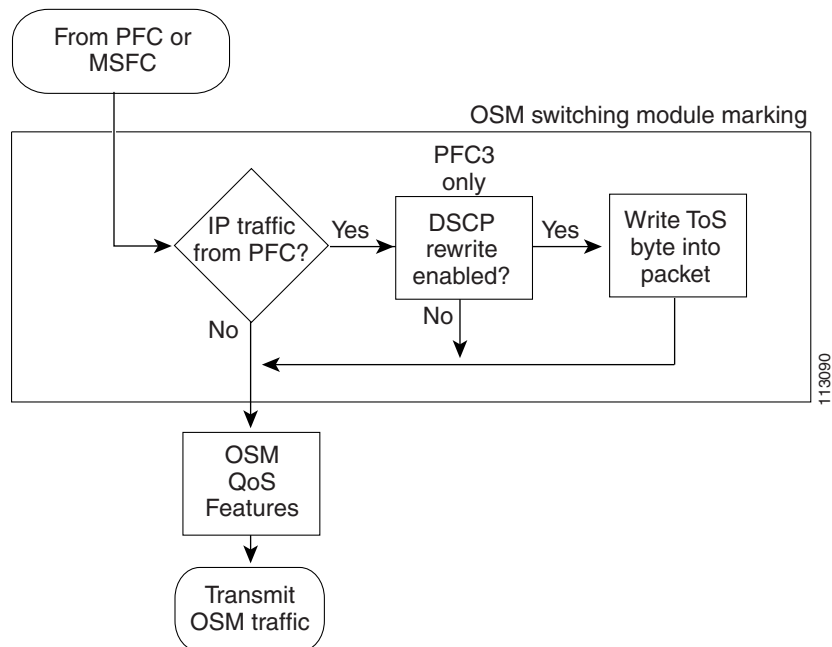 From PFC or
MSFC
OSM switching module marking
PFC3
only
IP traffic
from PFC?
Yes
DSCP
rewrite
enabled?
Yes
Write ToS
byte into
packet
No
No
113090
OSM
QoS
Features
Transmit
OSM traffic